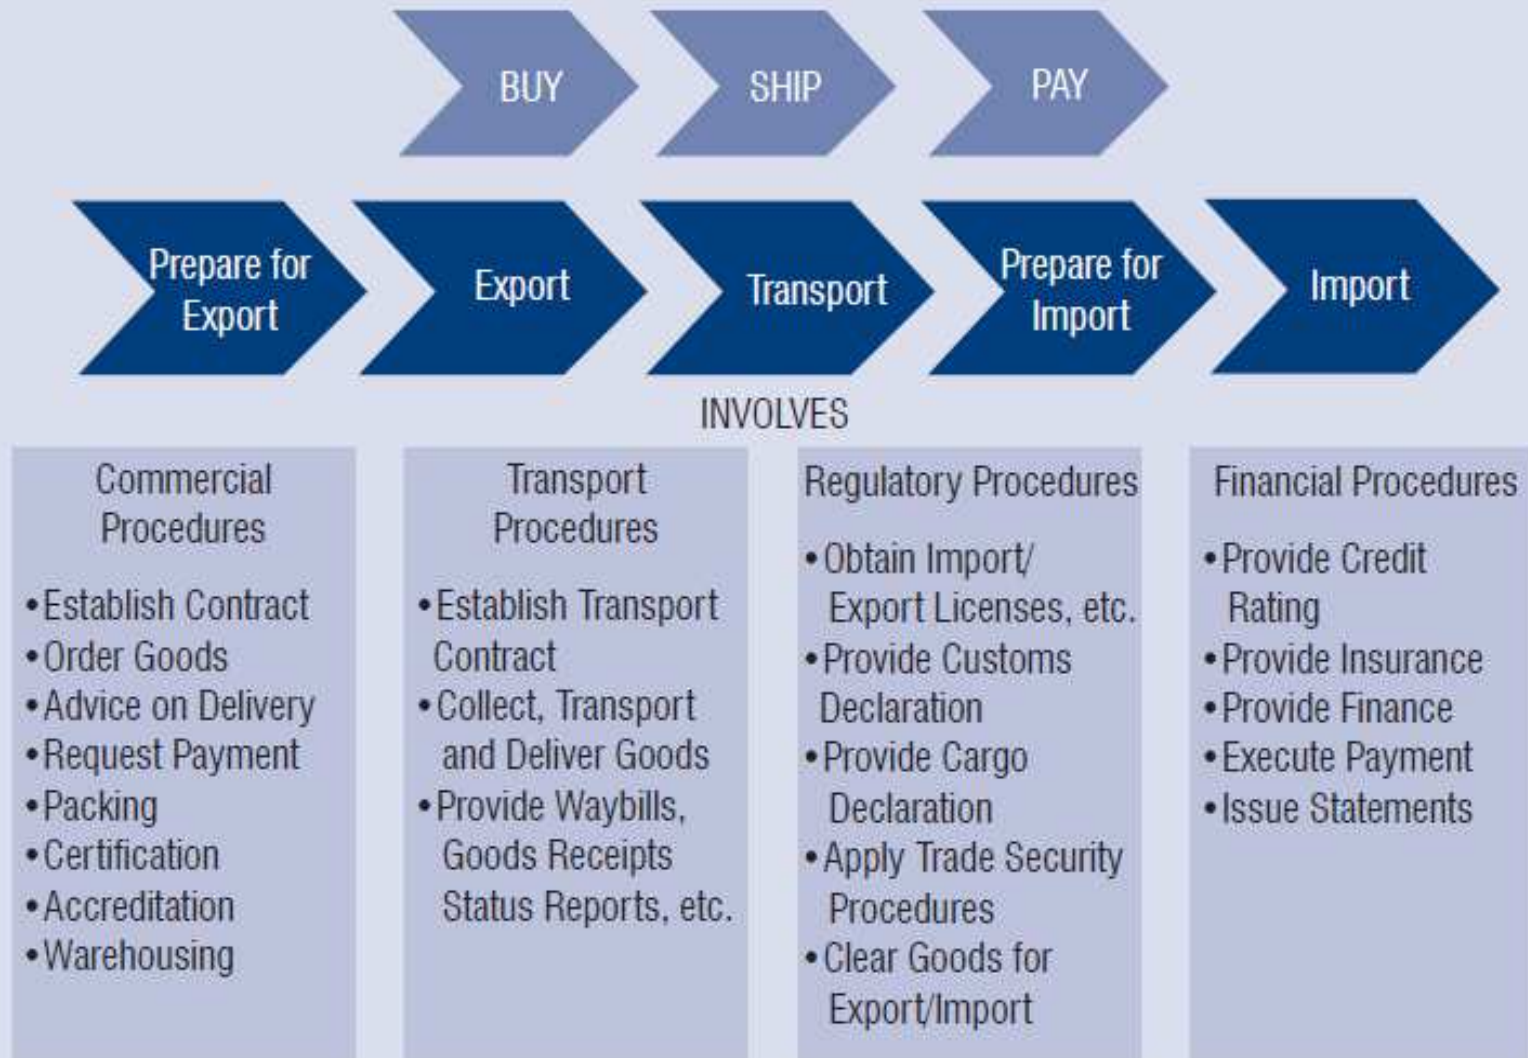 BUY
SHIP
PAY
Prepare for
Export
Export
Transport
Prepare for
Import
Import
INVOLVES
Commercial
Procedures
•Establish Contract
•Order Goods
•Advice on Delivery
•Request Payment
•Packing
•Certification
•Accreditation
•Warehousing
Transport
Procedures
•Establish Transport
Contract
•Collect, Transport
and Deliver Goods
•Provide Waybills,
Goods Receipts
Status Reports, etc.
Regulatory Procedures
•Obtain Import/
Export Licenses, etc.
•Provide Customs
Declaration
•Provide Cargo
Declaration
•Apply Trade Security
Procedures
•Clear Goods for
Export/Import
Financial Procedures
•Provide Credit
Rating
•Provide Insurance
•Provide Finance
•Execute Payment
•Issue Statements